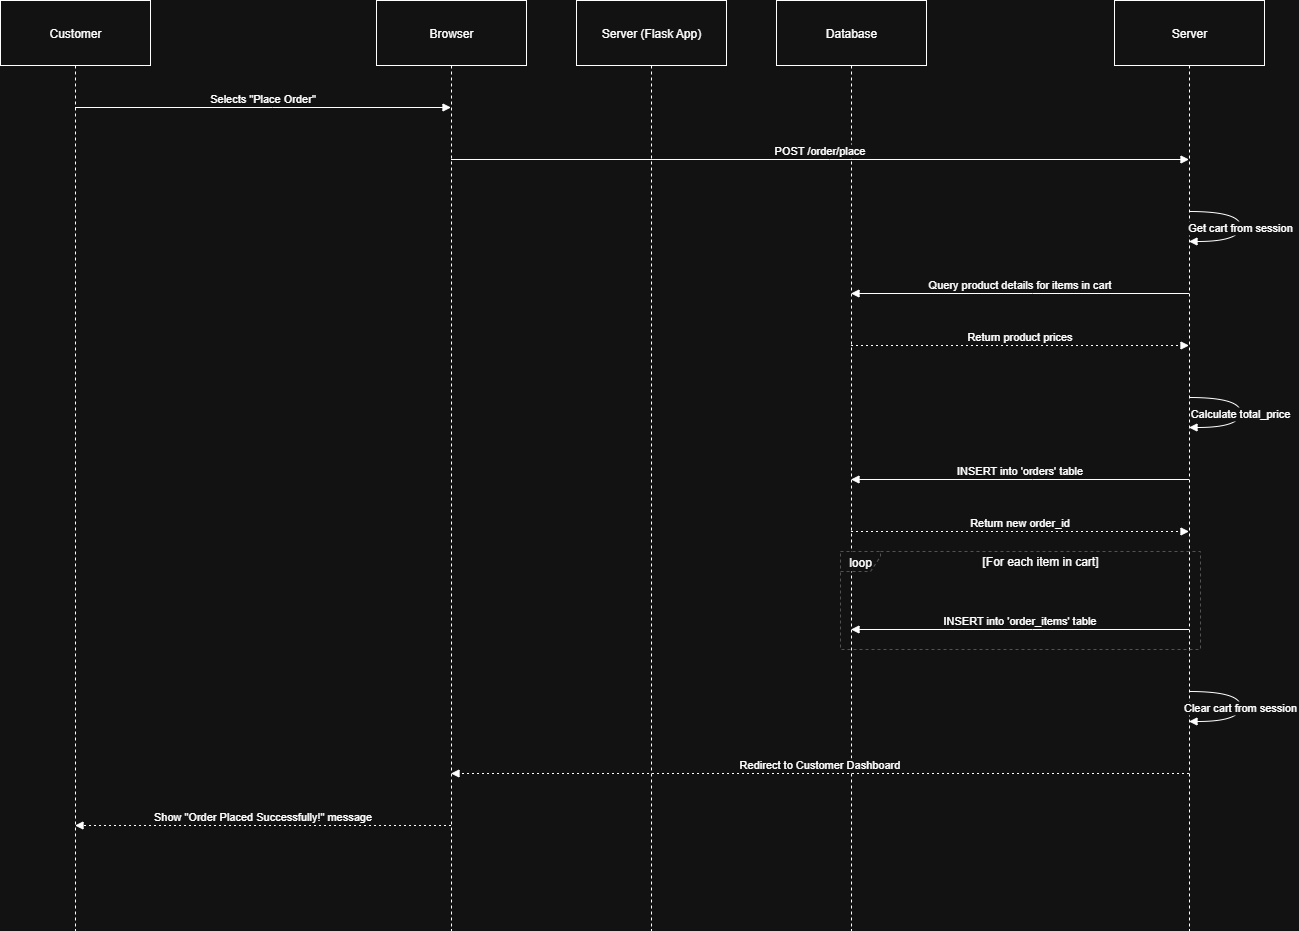 Customer
Browser
Server (Flask App)
Database
Server
Selects "Place Order"
POST /order/place
Get cart from session
Query product details for items in cart
Return product prices
Calculate total_price
INSERT into 'orders' table
Return new order_id
loop
[For each item in cart]
INSERT into 'order_items' table
Clear cart from session
Redirect to Customer Dashboard
Show "Order Placed Successfully!" message